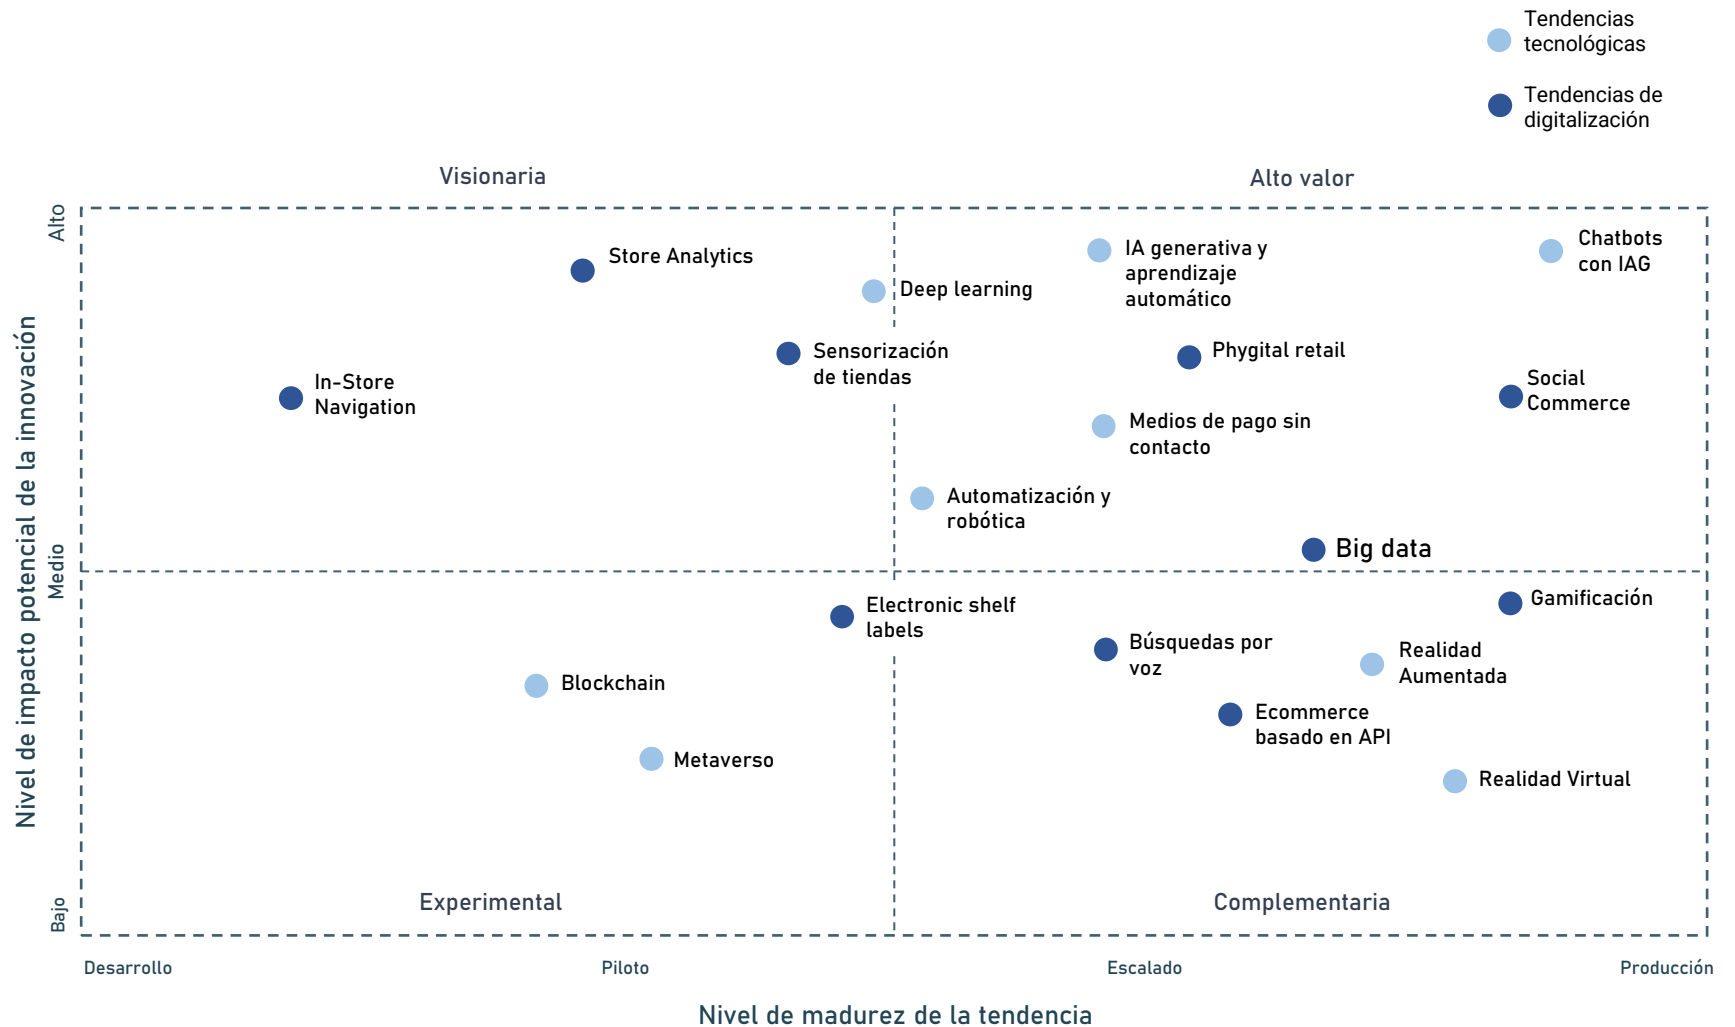 Tendencias
tecnológicas
Tendencias de
digitalización
Visionaria
Alto valor
Alto
Medio
Bajo
Nivel de impacto potencial de la innovación
Store Analytics
Deep learning
IA generativa y
aprendizaje
automático
Chatbots
con IAG
Sensorización
de tiendas
Phygital retail
In-Store
Navigation
Social
Commerce
Medios de pago sin
contacto
Automatización y
robótica
Big data
Electronic shelf
labels
Gamificación
Búsquedas por
voz
Realidad
Aumentada
Blockchain
Ecommerce
basado en API
Metaverso
Realidad Virtual
Experimental
Complementaria
Desarrollo
Piloto
Escalado
Producción
Nivel de madurez de la tendencia